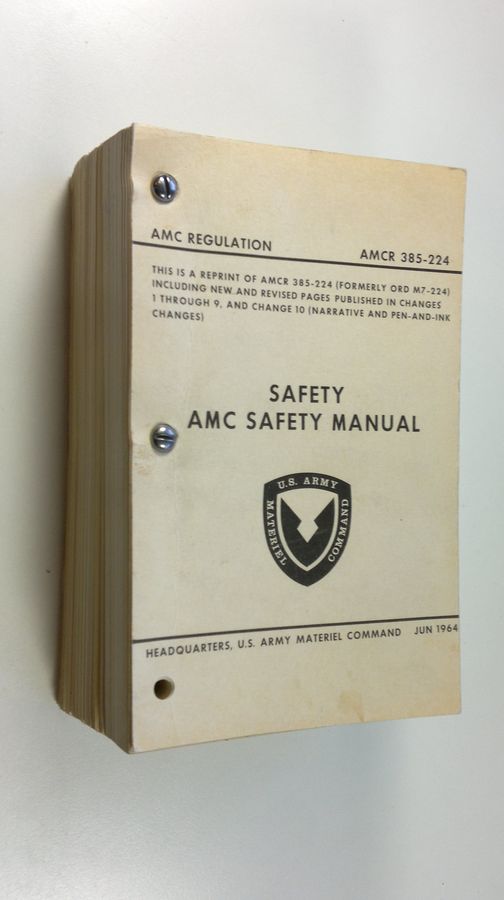 AMC REGULATION
AMCR 385-224
THIS IS A REPRINT OF AMCR 385-224 (FORMERLY ORD M7-224)
INCLUDING NEW AND REVISED PAGES PUBLISHED IN CHANGES
1 THROUGH 9, AND CHANGE 10 (NARRATIVE AND PEN-AND-INK
CHANGES)
SAFETY
AMC SAFETY MANUAL
U.S. ARMY
MATERIEL
COMMAND
HEADQUARTERS, U.S. ARMY MATERIEL COMMAND JUN 1964